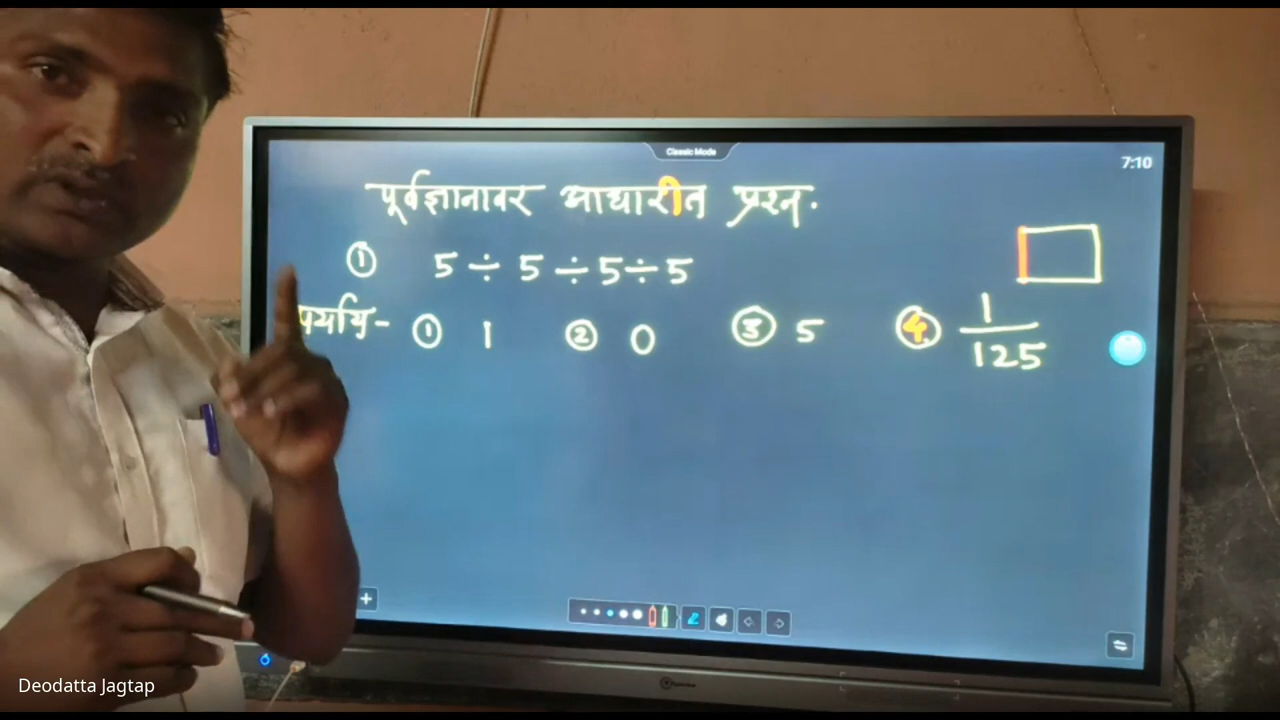 Classic Mode
7:10
पूर्वज्ञानावर आधारीत प्रश्न.
① 5 ÷ 5 ÷ 5 ÷ 5
पर्याय - ① 1 ② 0 ③ 5 ④ 1/125
Deodatta Jagtap